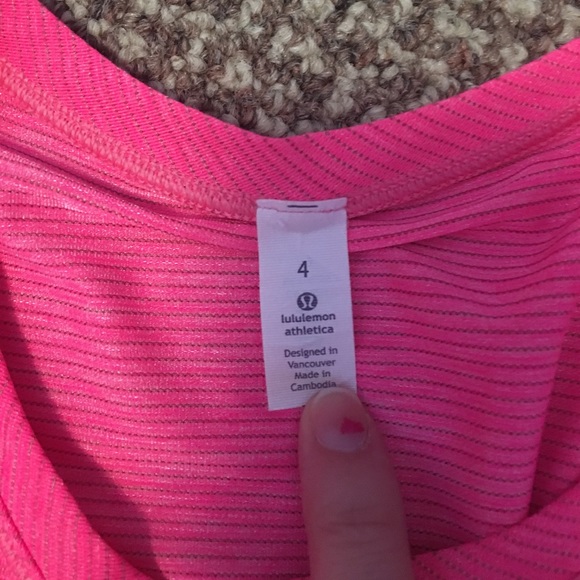 4
lululemon
athletica
Designed in
Vancouver
Made in
Cambodia